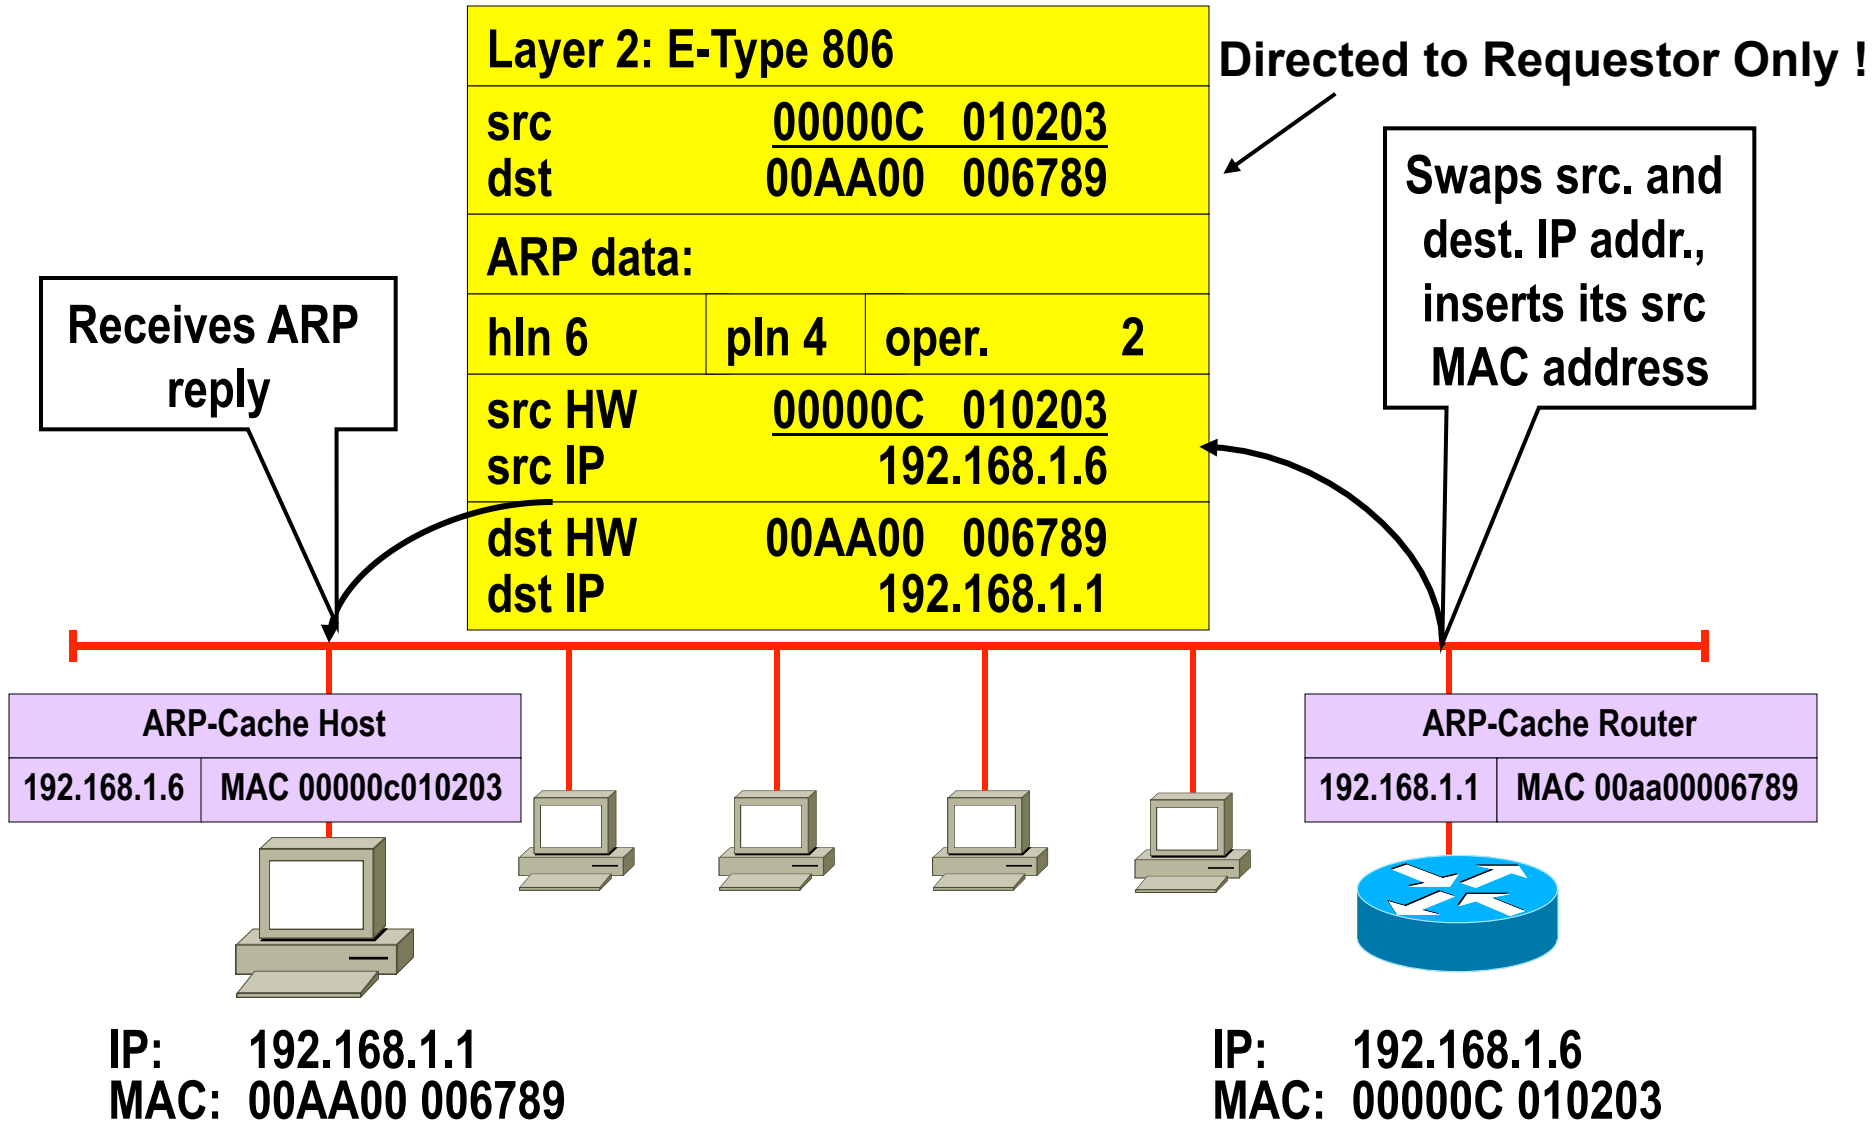 Layer 2: E-Type 806
Directed to Requestor Only !
src 00000C 010203
dst 00AA00 006789
Swaps src. and
dest. IP addr.,
inserts its src
MAC address
ARP data:
Receives ARP
reply
hln 6 pln 4 oper. 2
src HW 00000C 010203
src IP 192.168.1.6
dst HW 00AA00 006789
dst IP 192.168.1.1
ARP-Cache Host
192.168.1.6 MAC 00000c010203
ARP-Cache Router
192.168.1.1 MAC 00aa00006789
IP: 192.168.1.1
MAC: 00AA00 006789
IP: 192.168.1.6
MAC: 00000C 010203